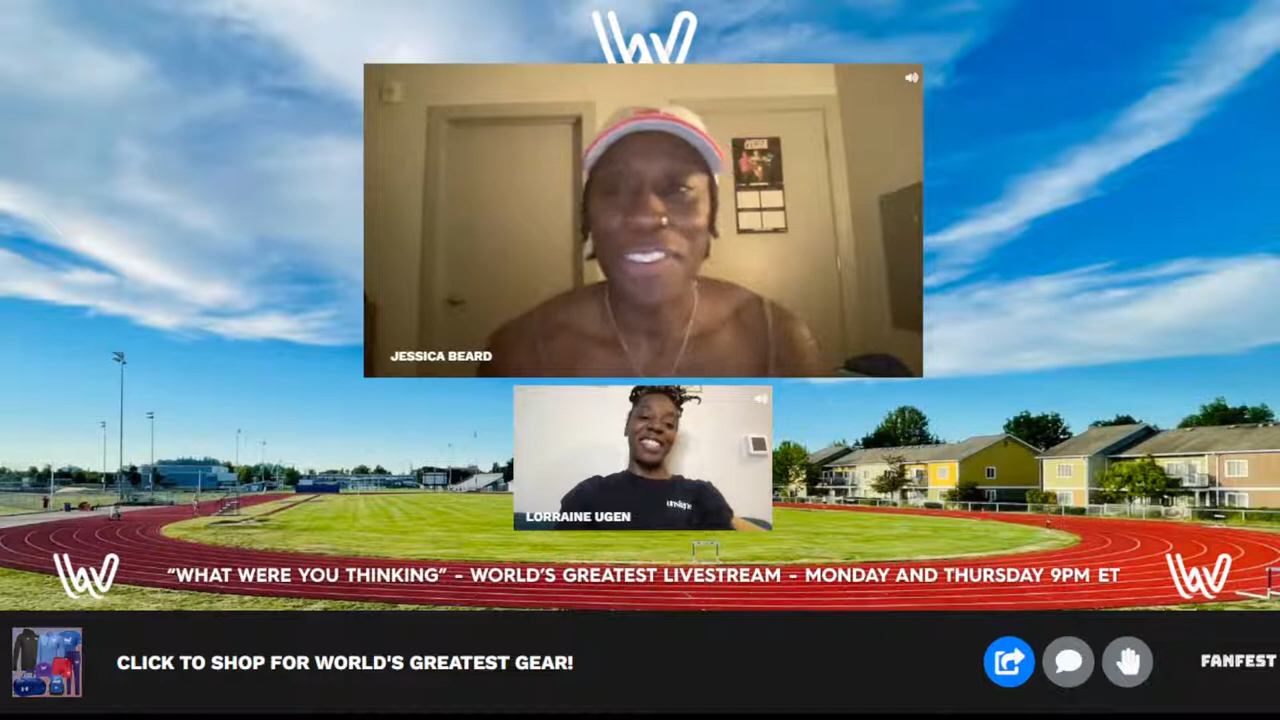 JESSICA BEARD
LORRAINE UGEN
"WHAT WERE YOU THINKING" - WORLD'S GREATEST LIVESTREAM - MONDAY AND THURSDAY 9PM ET
CLICK TO SHOP FOR WORLD'S GREATEST GEAR!
FANFEST